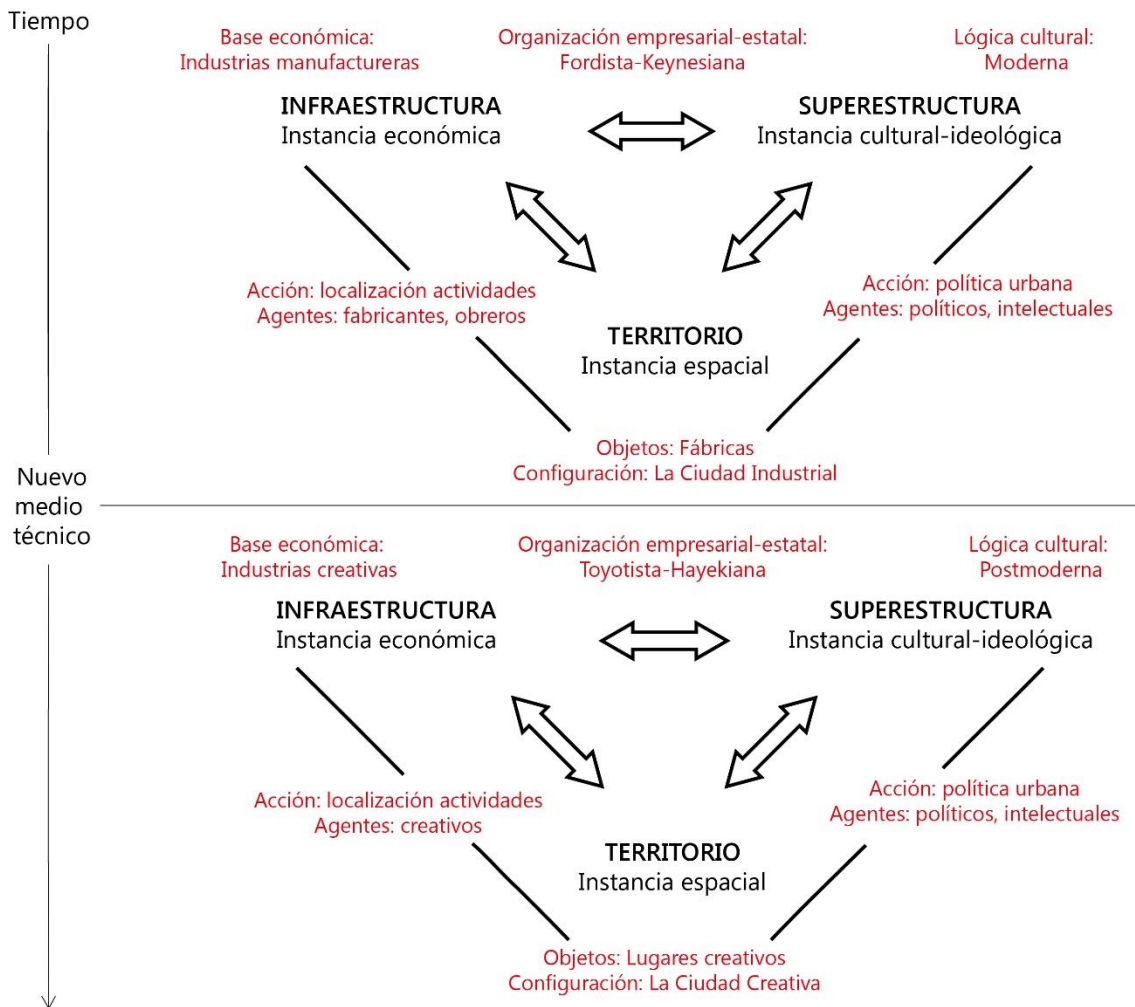 Tiempo
Base económica:
Industrias manufactureras
Organización empresarial-estatal:
Fordista-Keynesiana
Lógica cultural:
Moderna
INFRAESTRUCTURA
Instancia económica
SUPERESTRUCTURA
Instancia cultural-ideológica
Acción: localización actividades
Agentes: fabricantes, obreros
Acción: política urbana
Agentes: políticos, intelectuales
TERRITORIO
Instancia espacial
Objetos: Fábricas
Configuración: La Ciudad Industrial
Nuevo
medio
técnico
Base económica:
Industrias creativas
Organización empresarial-estatal:
Toyotista-Hayekiana
Lógica cultural:
Postmoderna
INFRAESTRUCTURA
Instancia económica
SUPERESTRUCTURA
Instancia cultural-ideológica
Acción: localización actividades
Agentes: creativos
Acción: política urbana
Agentes: políticos, intelectuales
TERRITORIO
Instancia espacial
Objetos: Lugares creativos
Configuración: La Ciudad Creativa